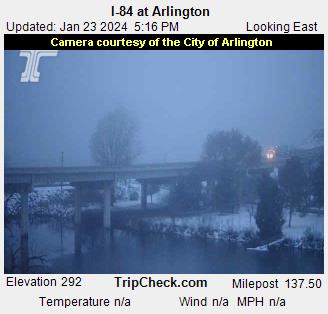 I-84 at Arlington
Updated: Jan 23 2024 5:16 PM Looking East
Camera courtesy of the City of Arlington
Elevation 292 TripCheck.com Milepost 137.50
Temperature n/a Wind n/a MPH n/a